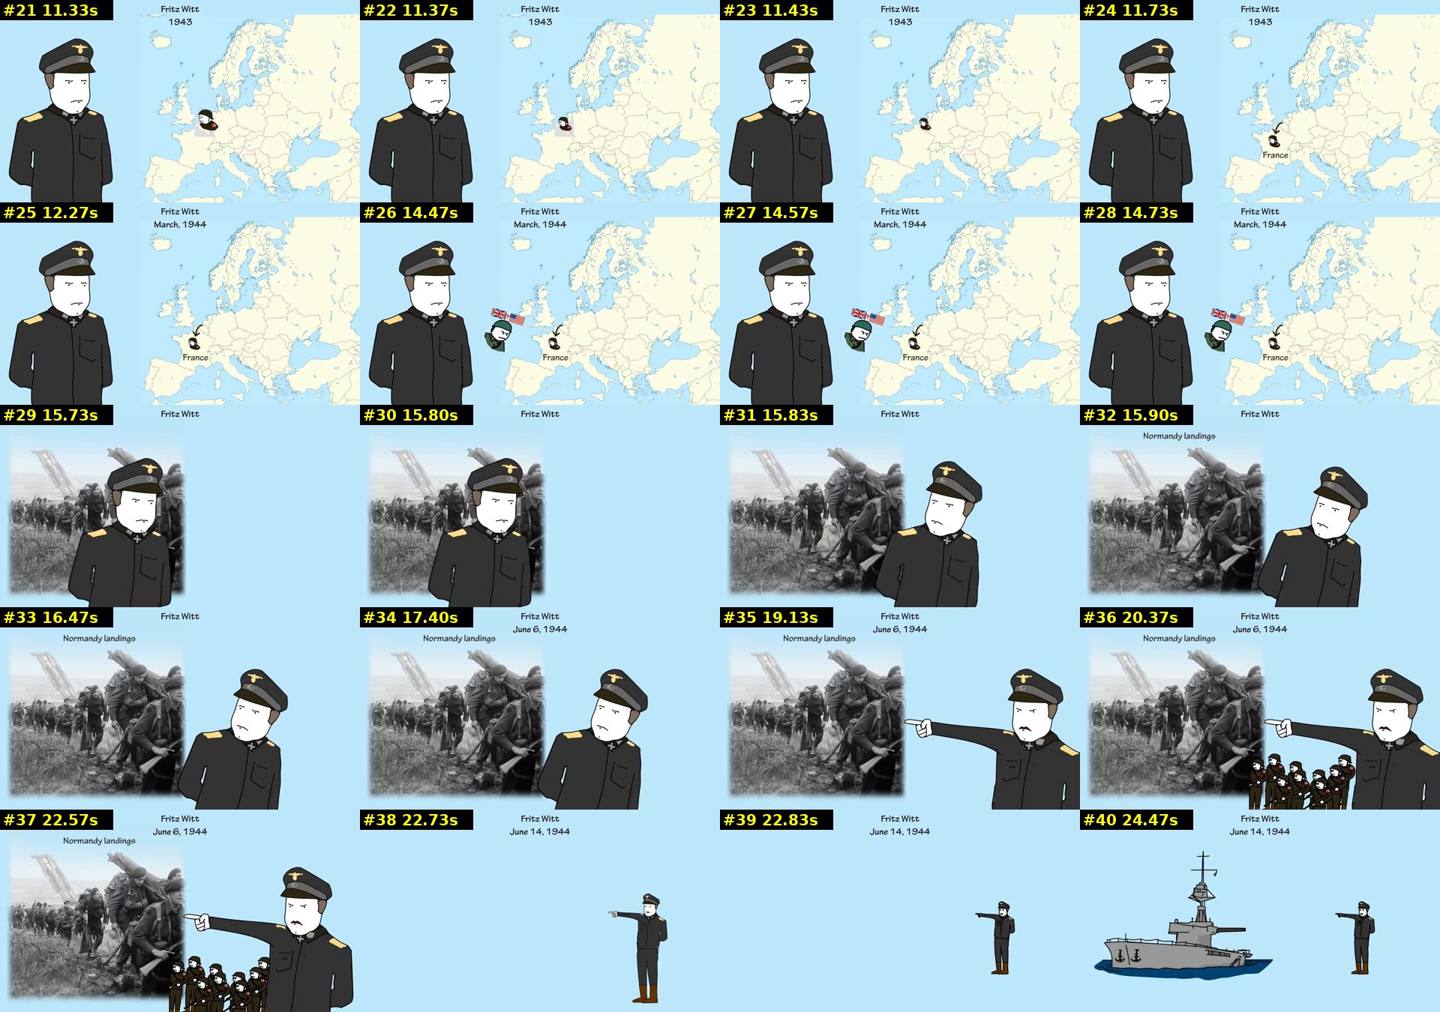 #21 11.33s
Fritz Witt
1943
#22 11.37s
Fritz Witt
1943
#23 11.43s
Fritz Witt
1943
#24 11.73s
Fritz Witt
1943
France
#25 12.27s
Fritz Witt
March, 1944
France
#26 14.47s
Fritz Witt
March, 1944
France
#27 14.57s
Fritz Witt
March, 1944
France
#28 14.73s
Fritz Witt
March, 1944
France
#29 15.73s
Fritz Witt
#30 15.80s
Fritz Witt
#31 15.83s
Fritz Witt
#32 15.90s
Fritz Witt
Normandy landings
#33 16.47s
Fritz Witt
Normandy landings
#34 17.40s
Fritz Witt
June 6, 1944
Normandy landings
#35 19.13s
Fritz Witt
June 6, 1944
Normandy landings
#36 20.37s
Fritz Witt
June 6, 1944
Normandy landings
#37 22.57s
Fritz Witt
June 6, 1944
Normandy landings
#38 22.73s
Fritz Witt
June 14, 1944
#39 22.83s
Fritz Witt
June 14, 1944
#40 24.47s
Fritz Witt
June 14, 1944